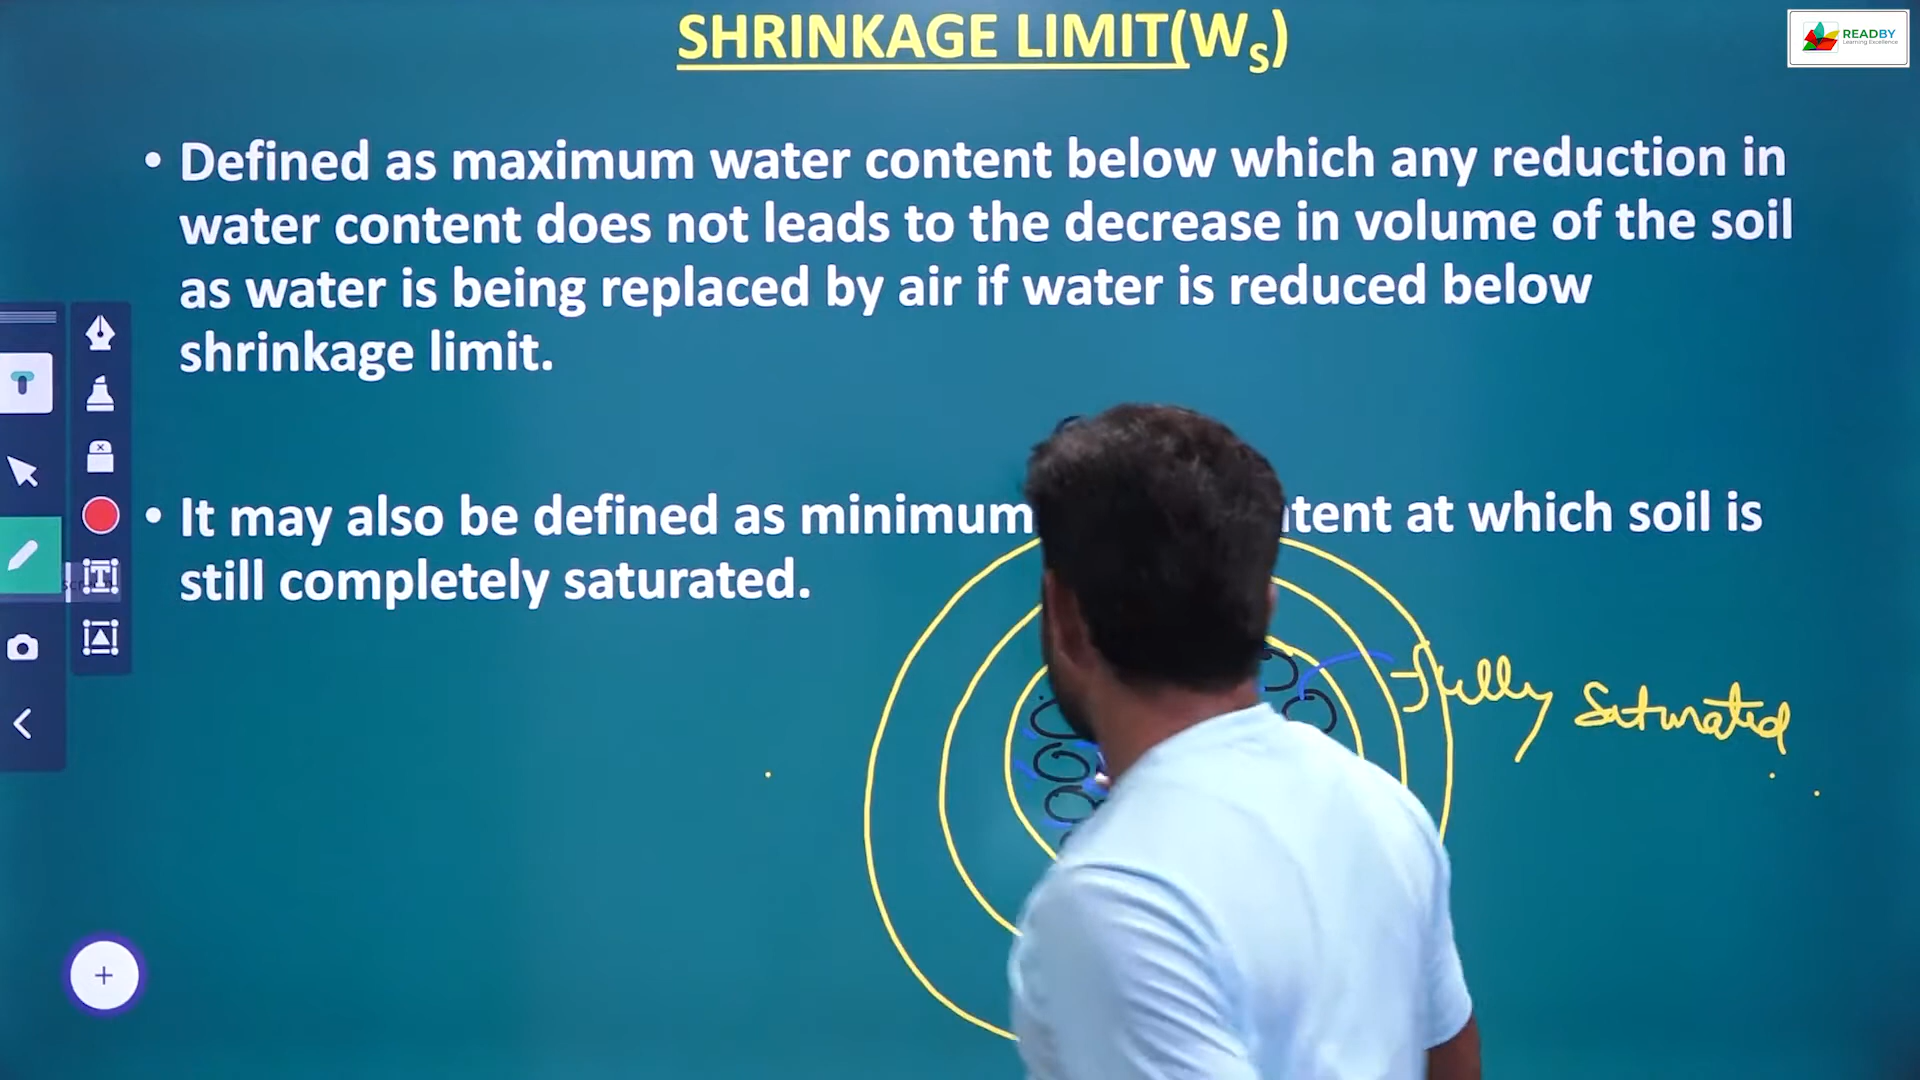 SHRINKAGE LIMIT(Ws)
READBY
Learning Excellence
• Defined as maximum water content below which any reduction in
water content does not leads to the decrease in volume of the soil
as water is being replaced by air if water is reduced below
shrinkage limit.
• It may also be defined as minimum tent at which soil is
still completely saturated.
Fully Saturated